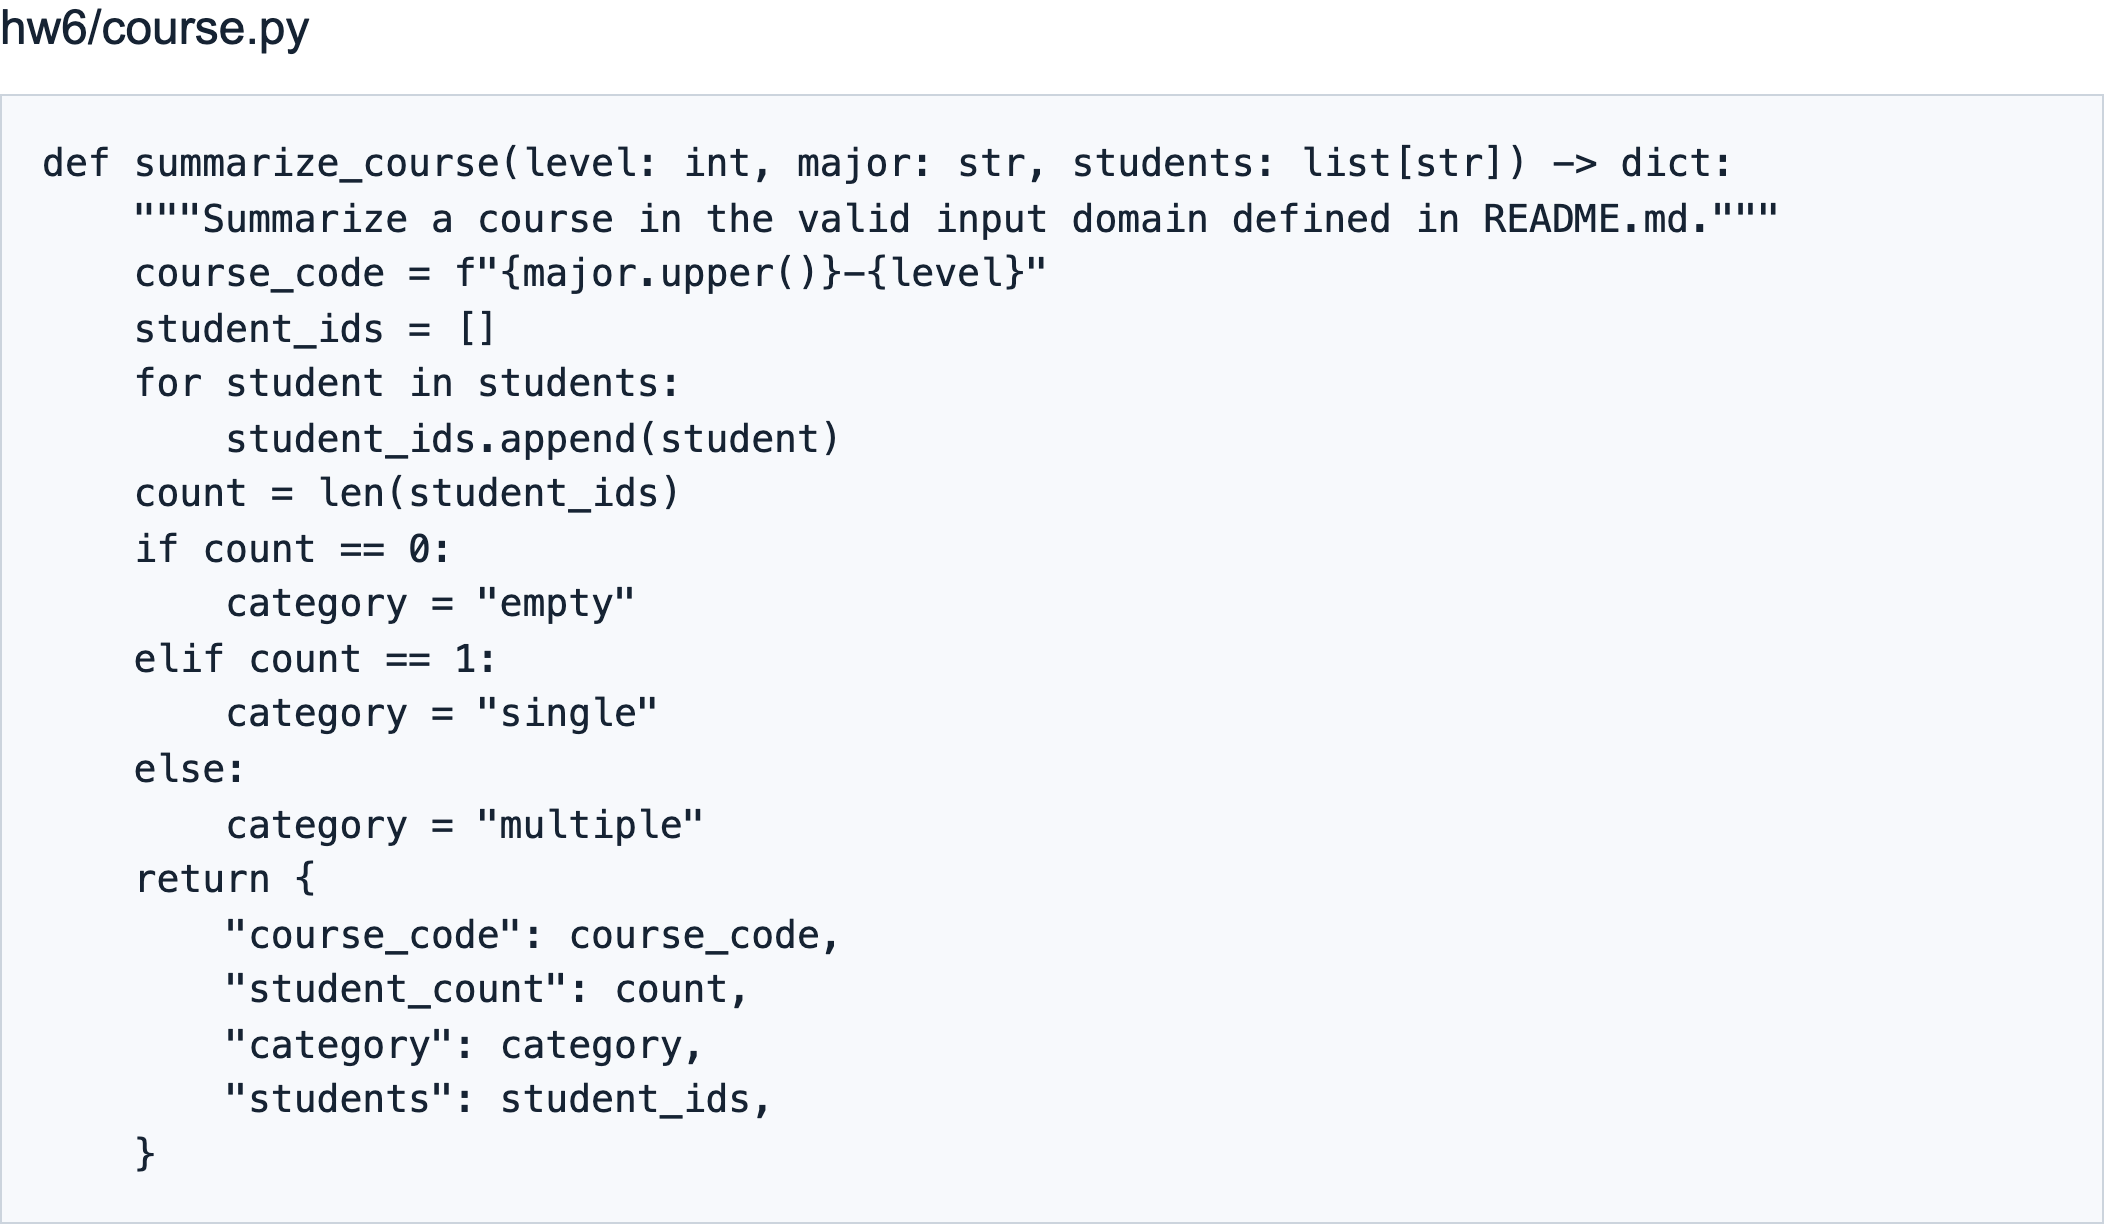 hw6/course.py
def summarize_course(level: int, major: str, students: list[str]) -> dict:
    """Summarize a course in the valid input domain defined in README.md."""
    course_code = f"{major.upper()}-{level}"
    student_ids = []
    for student in students:
        student_ids.append(student)
    count = len(student_ids)
    if count == 0:
        category = "empty"
    elif count == 1:
        category = "single"
    else:
        category = "multiple"
    return {
        "course_code": course_code,
        "student_count": count,
        "category": category,
        "students": student_ids,
    }